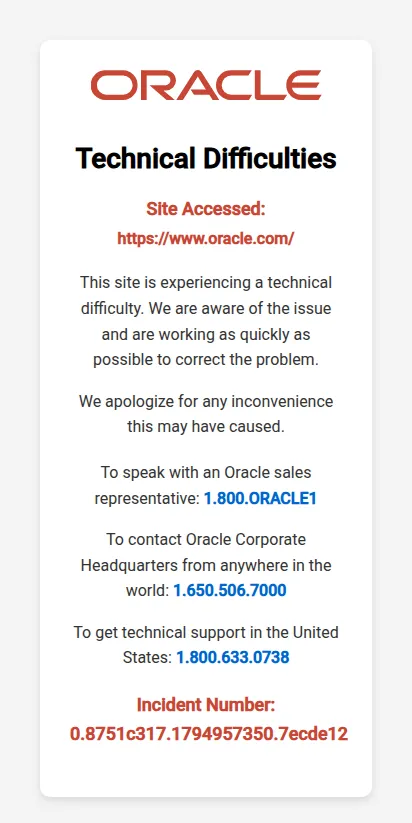 ORACLE
Technical Difficulties
Site Accessed:
https://www.oracle.com/
This site is experiencing a technical
difficulty. We are aware of the issue
and are working as quickly as
possible to correct the problem.
We apologize for any inconvenience
this may have caused.
To speak with an Oracle sales
representative: 1.800.ORACLE1
To contact Oracle Corporate
Headquarters from anywhere in the
world: 1.650.506.7000
To get technical support in the United
States: 1.800.633.0738
Incident Number:
0.8751c317.1794957350.7ecde12